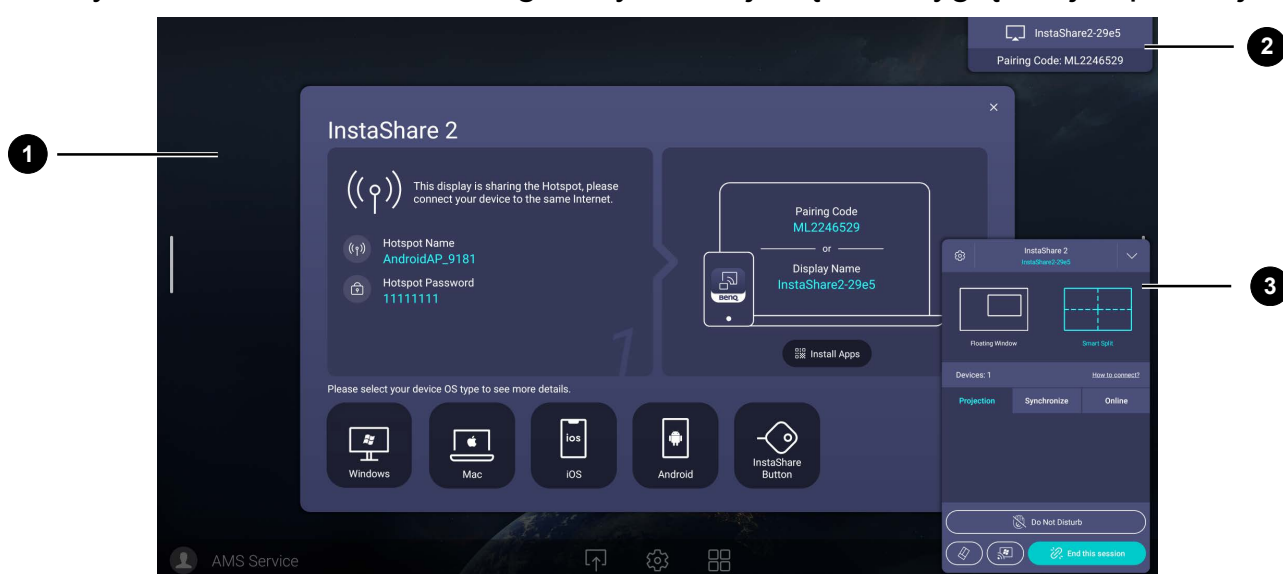 InstaShare2-29e5
Pairing Code: ML2246529
2
1
InstaShare 2
This display is sharing the Hotspot, please
connect your device to the same Internet.
Hotspot Name
AndroidAP_9181
Hotspot Password
11111111
1
Pairing Code
ML2246529
or
Display Name
InstaShare2-29e5
BenQ
Install Apps
Please select your device OS type to see more details.
Windows
Mac
ios
iOS
Android
InstaShare
Button
InstaShare 2
InstaShare2-29e5
3
Floating Window
Smart Split
Devices: 1
How to connect?
Projection
Synchronize
Online
Do Not Disturb
End this session
AMS Service